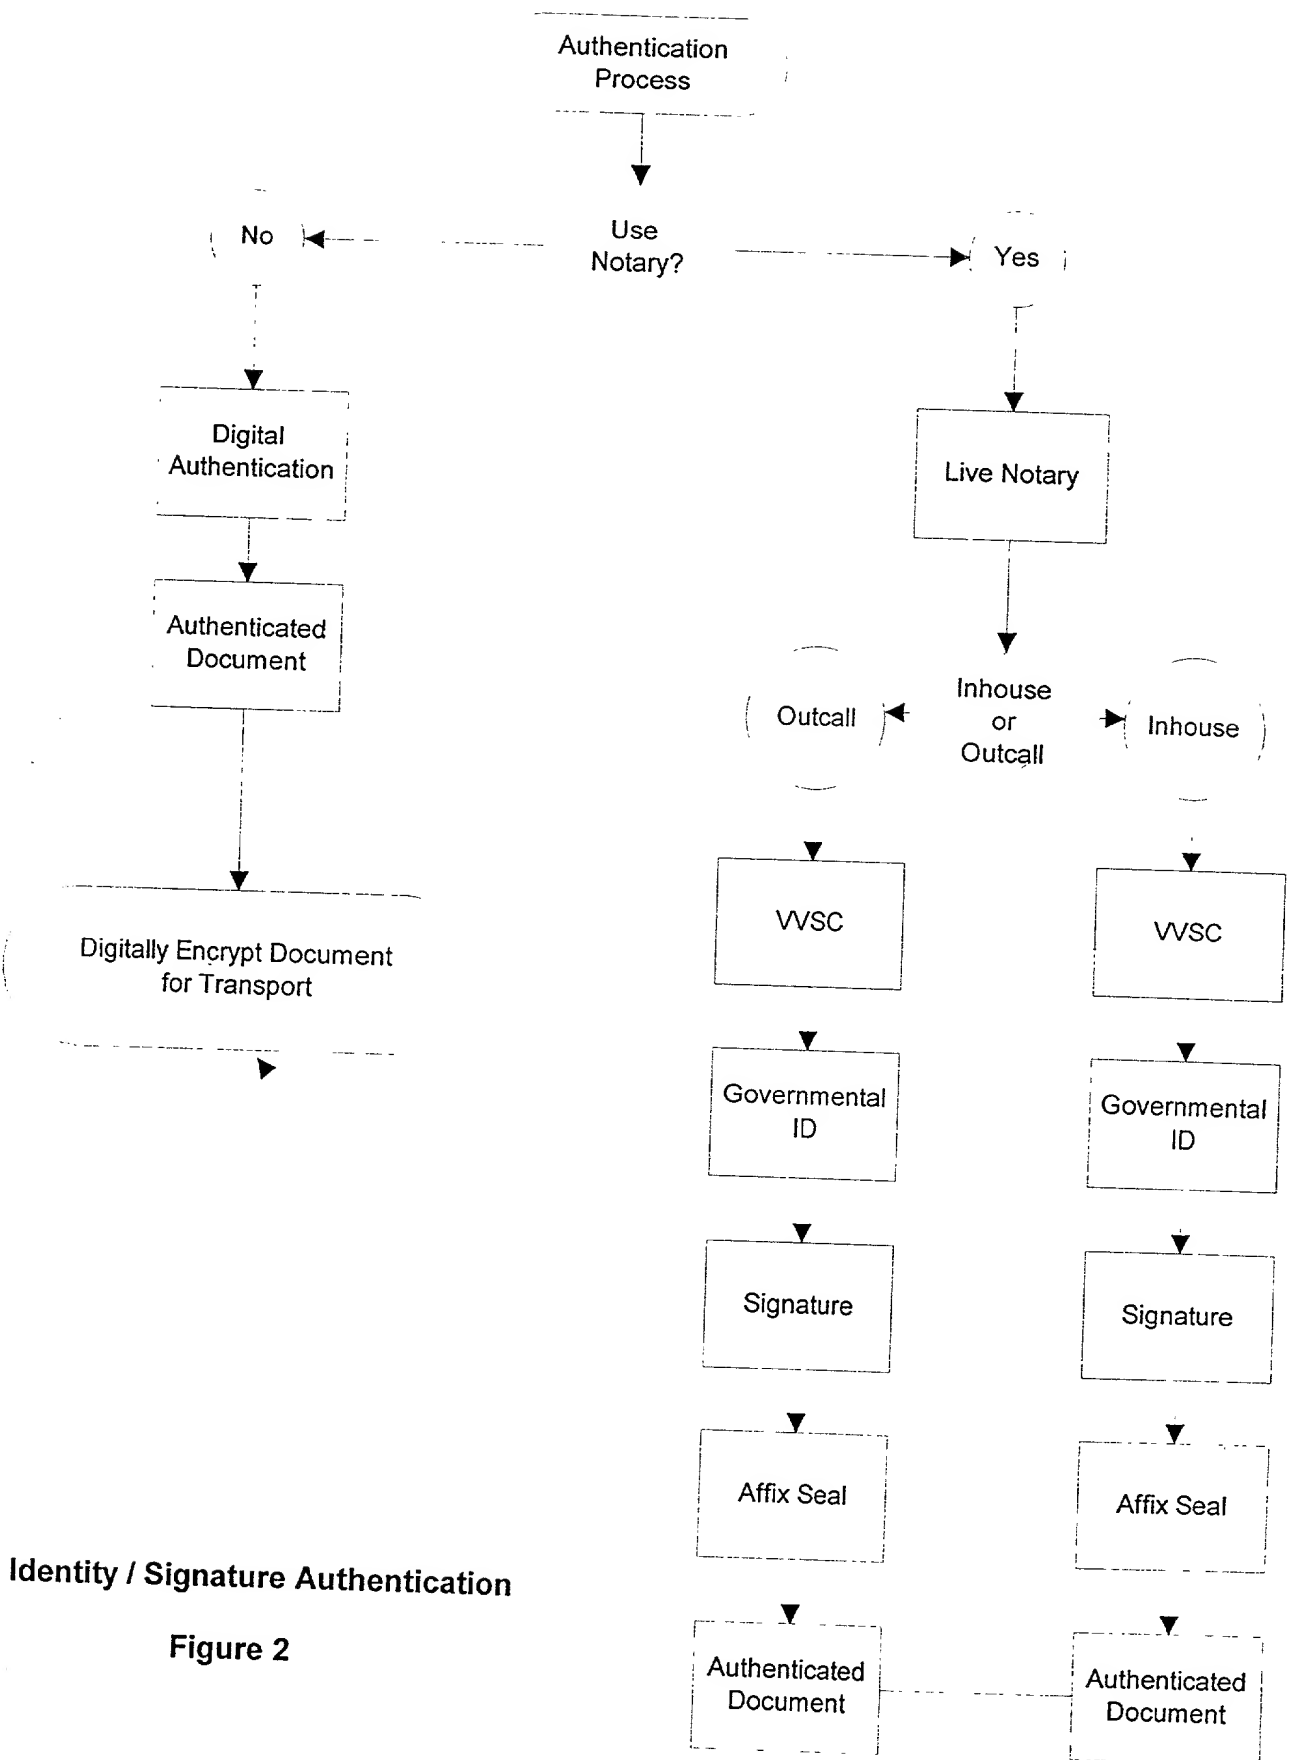 Authentication
Process
Use
Notary?
No
Yes
Digital
Authentication
Live Notary
Authenticated
Document
Inhouse
or
Outcall
Outcall
Inhouse
Digitally Encrypt Document
for Transport
VVSC
VVSC
Governmental
ID
Governmental
ID
Signature
Signature
Affix Seal
Affix Seal
Identity / Signature Authentication
Figure 2
Authenticated
Document
Authenticated
Document